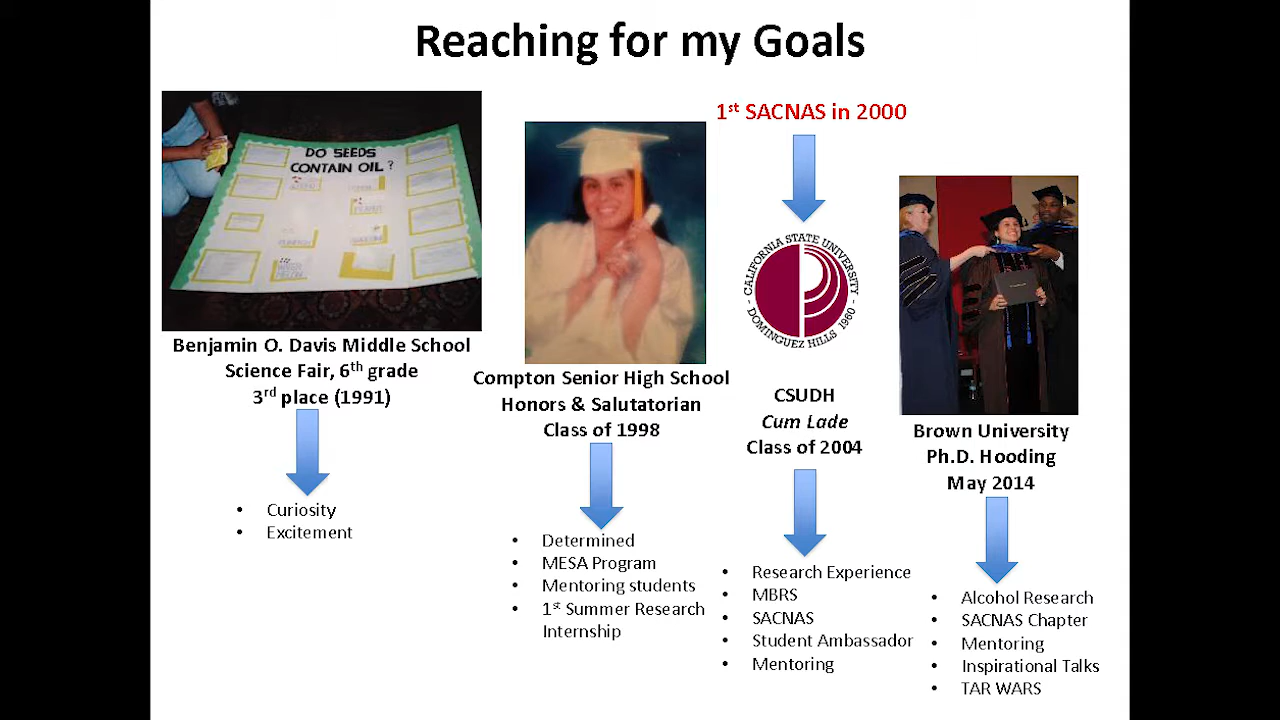 Reaching for my Goals
DO SEEDS
CONTAIN OIL?
WATER
MELON
Benjamin O. Davis Middle School
Science Fair, 6th grade
3rd place (1991)
• Curiosity
• Excitement
Compton Senior High School
Honors & Salutatorian
Class of 1998
• Determined
• MESA Program
• Mentoring students
• 1st Summer Research
Internship
1st SACNAS in 2000
CALIFORNIA STATE UNIVERSITY
- DOMINGUEZ HILLS 1960 -
CSUDH
Cum Lade
Class of 2004
• Research Experience
• MBRS
• SACNAS
• Student Ambassador
• Mentoring
Brown University
Ph.D. Hooding
May 2014
• Alcohol Research
• SACNAS Chapter
• Mentoring
• Inspirational Talks
• TAR WARS